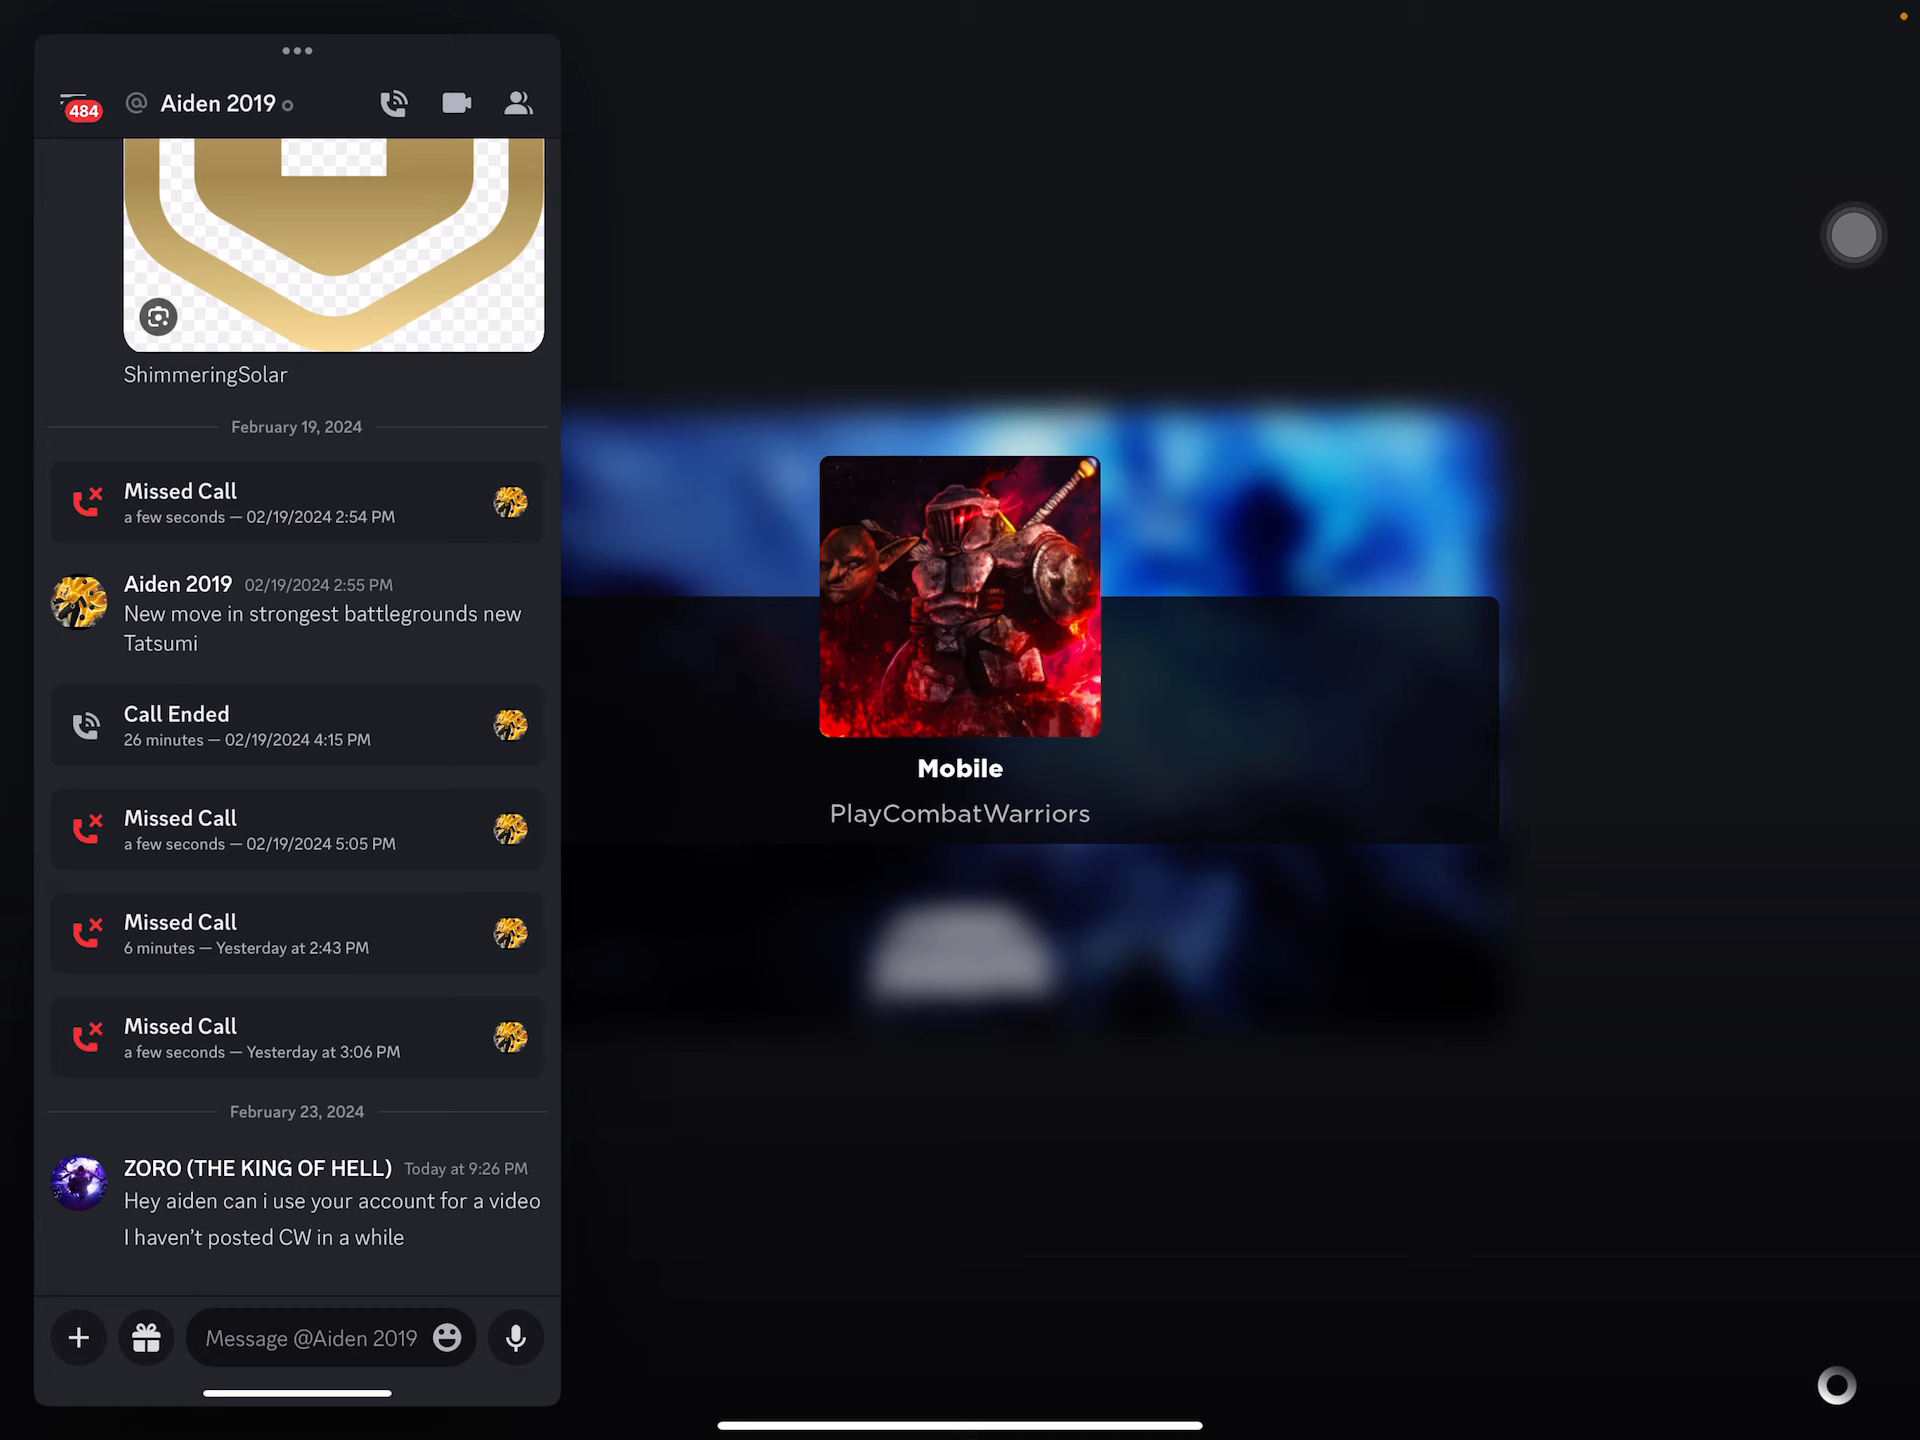 484
Aiden 2019
ShimmeringSolar
February 19, 2024
Missed Call
a few seconds — 02/19/2024 2:54 PM
Aiden 2019 02/19/2024 2:55 PM
New move in strongest battlegrounds new
Tatsumi
Call Ended
26 minutes — 02/19/2024 4:15 PM
Missed Call
a few seconds — 02/19/2024 5:05 PM
Missed Call
6 minutes — Yesterday at 2:43 PM
Missed Call
a few seconds — Yesterday at 3:06 PM
February 23, 2024
ZORO (THE KING OF HELL) Today at 9:26 PM
Hey aiden can i use your account for a video
I haven’t posted CW in a while
Message @Aiden 2019
Mobile
PlayCombatWarriors